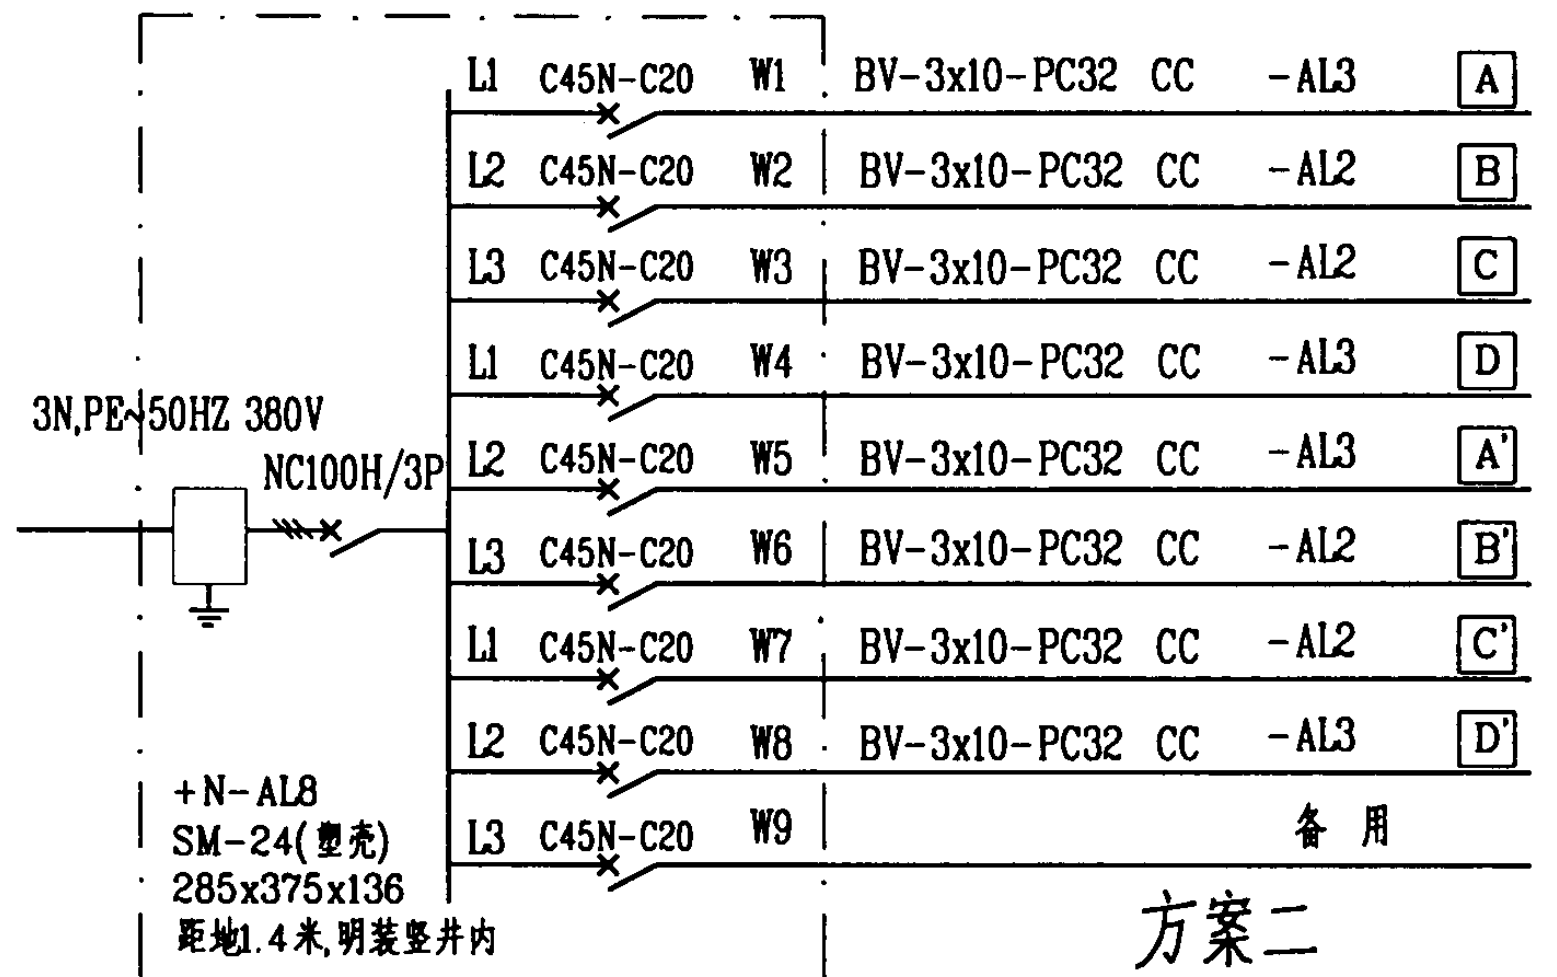 L1 C45N-C20 W1 BV-3x10-PC32 CC -AL3 A
L2 C45N-C20 W2 BV-3x10-PC32 CC -AL2 B
L3 C45N-C20 W3 BV-3x10-PC32 CC -AL2 C
L1 C45N-C20 W4 BV-3x10-PC32 CC -AL3 D
3N,PE~50HZ 380V
NC100H/3P
L2 C45N-C20 W5 BV-3x10-PC32 CC -AL3 A'
L3 C45N-C20 W6 BV-3x10-PC32 CC -AL2 B'
L1 C45N-C20 W7 BV-3x10-PC32 CC -AL2 C'
L2 C45N-C20 W8 BV-3x10-PC32 CC -AL3 D'
L3 C45N-C20 W9 备用
+N-AL8
SM-24(塑壳)
285x375x136
距地1.4米,明装竖井内
方案二